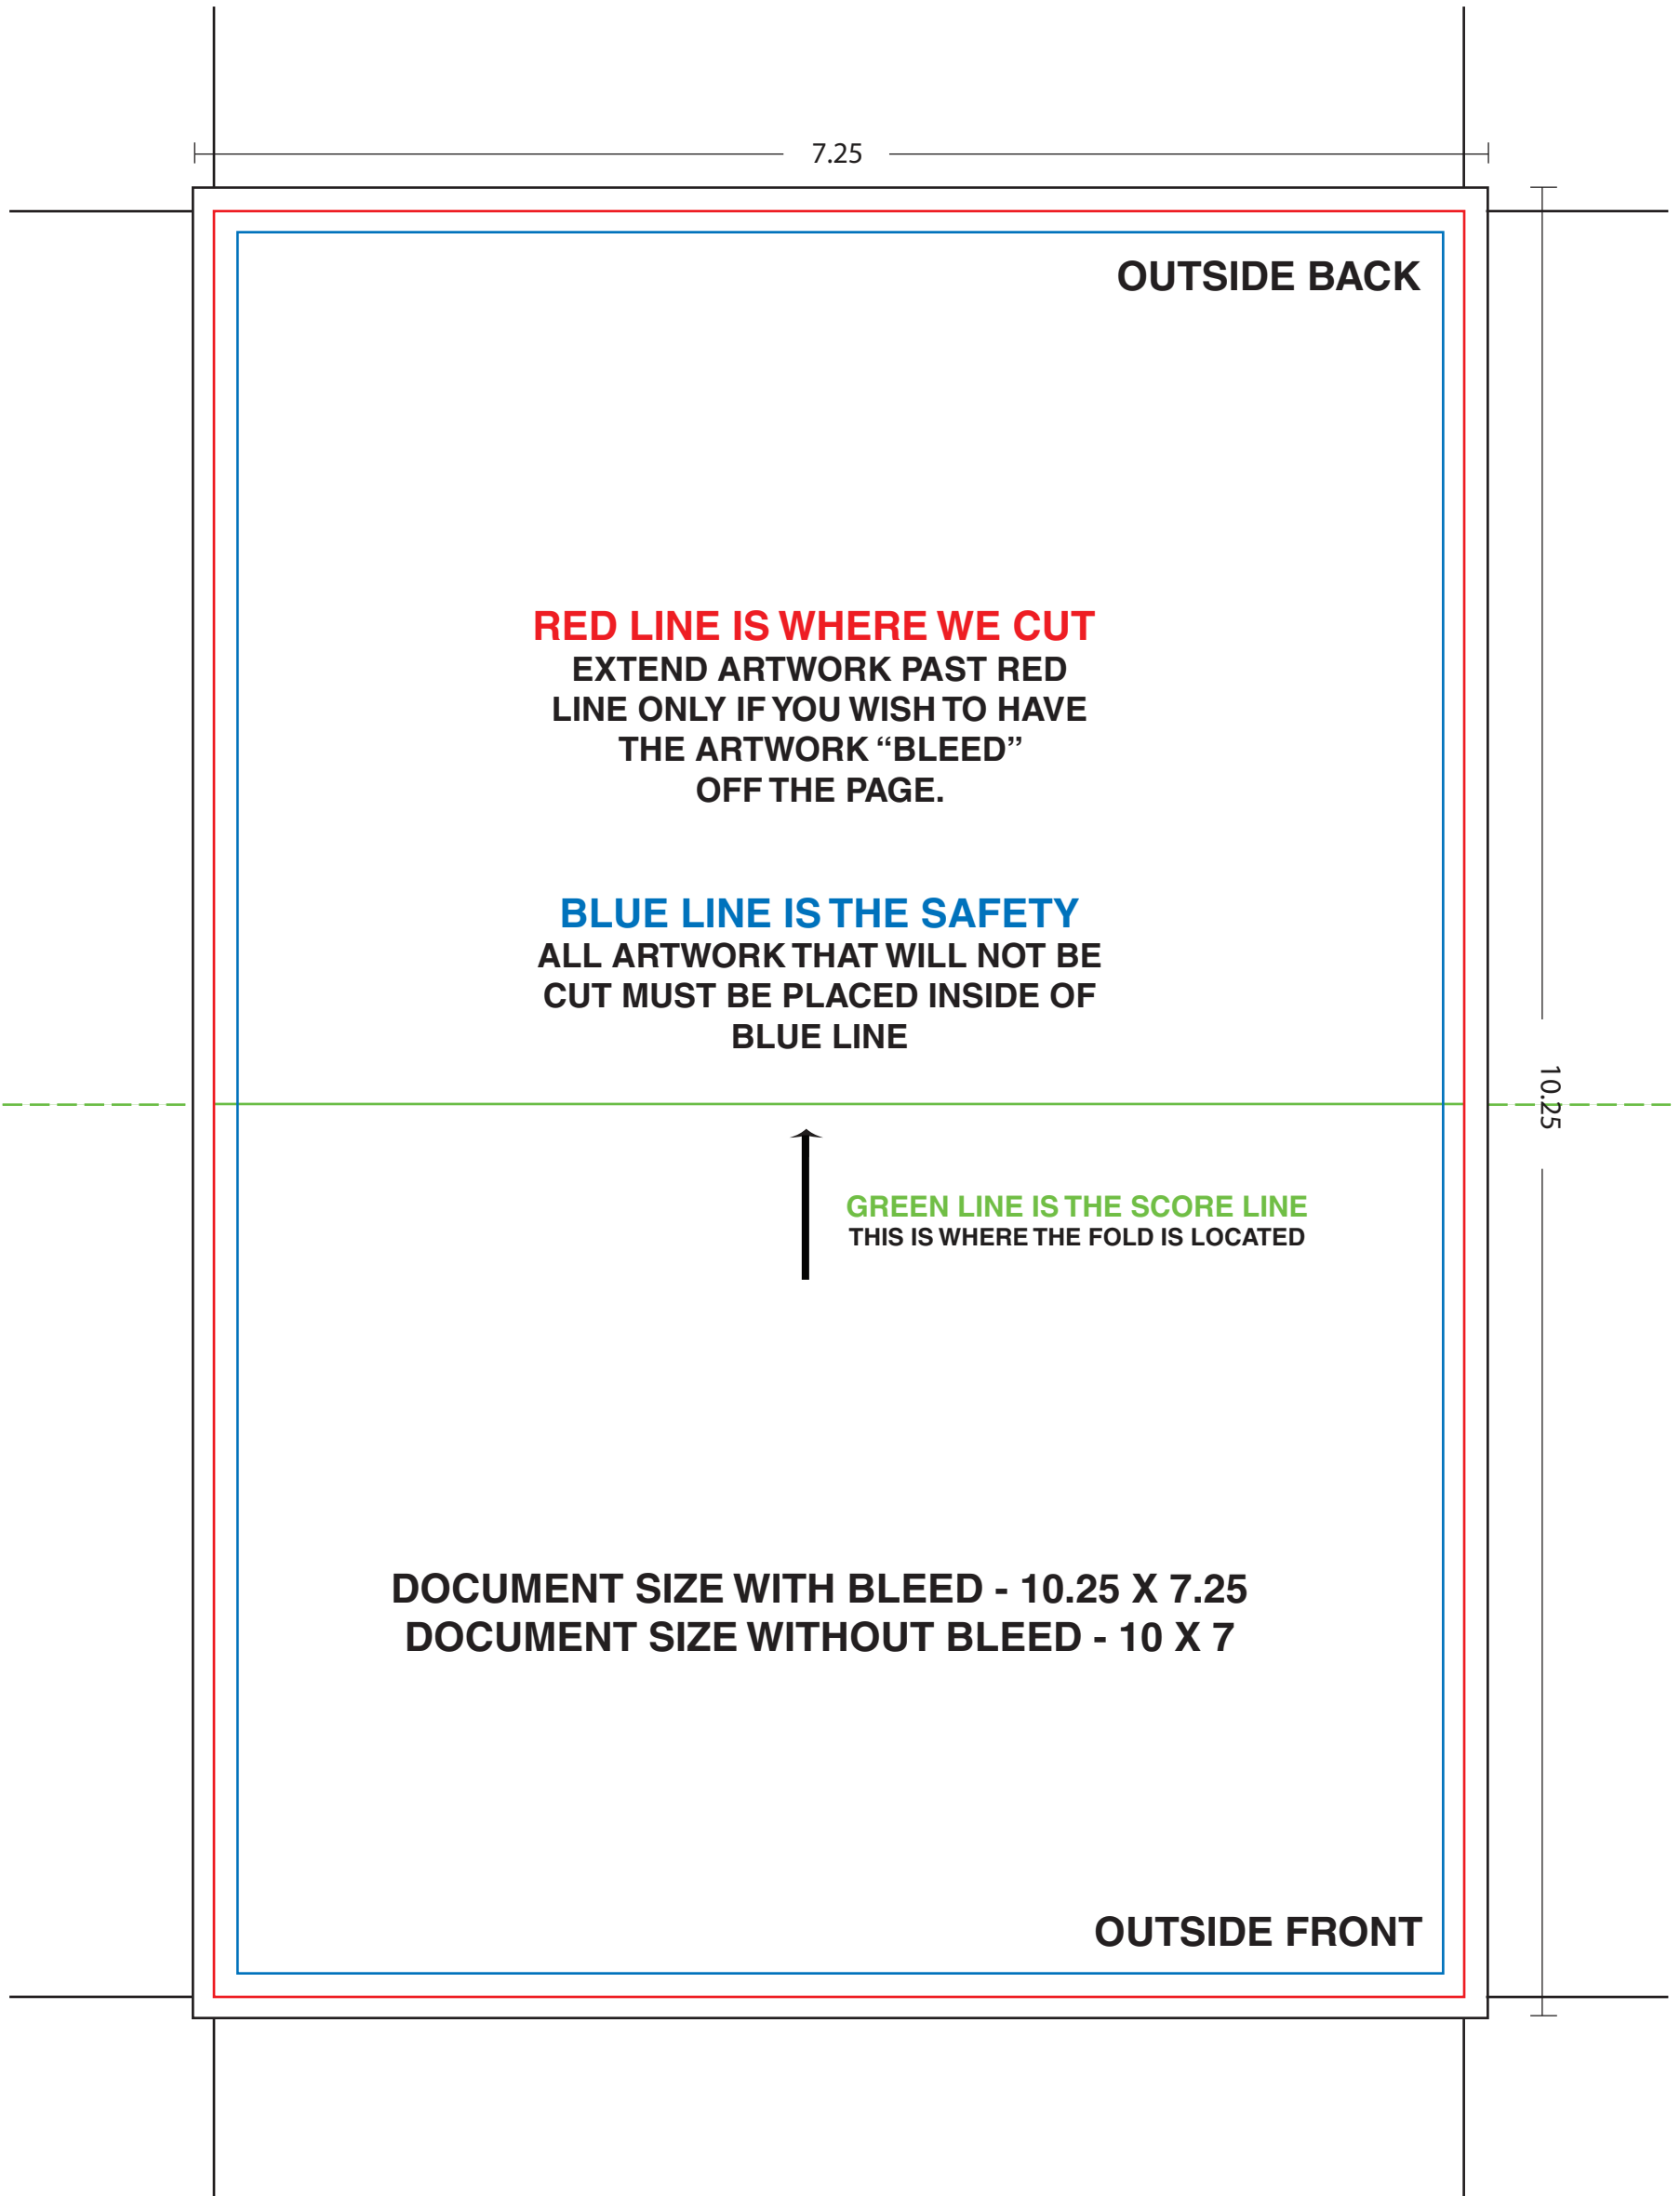 7.25
OUTSIDE BACK
RED LINE IS WHERE WE CUT
EXTEND ARTWORK PAST RED
LINE ONLY IF YOU WISH TO HAVE
THE ARTWORK “BLEED”
OFF THE PAGE.
BLUE LINE IS THE SAFETY
ALL ARTWORK THAT WILL NOT BE
CUT MUST BE PLACED INSIDE OF
BLUE LINE
10.25
GREEN LINE IS THE SCORE LINE
THIS IS WHERE THE FOLD IS LOCATED
DOCUMENT SIZE WITH BLEED - 10.25 X 7.25
DOCUMENT SIZE WITHOUT BLEED - 10 X 7
OUTSIDE FRONT